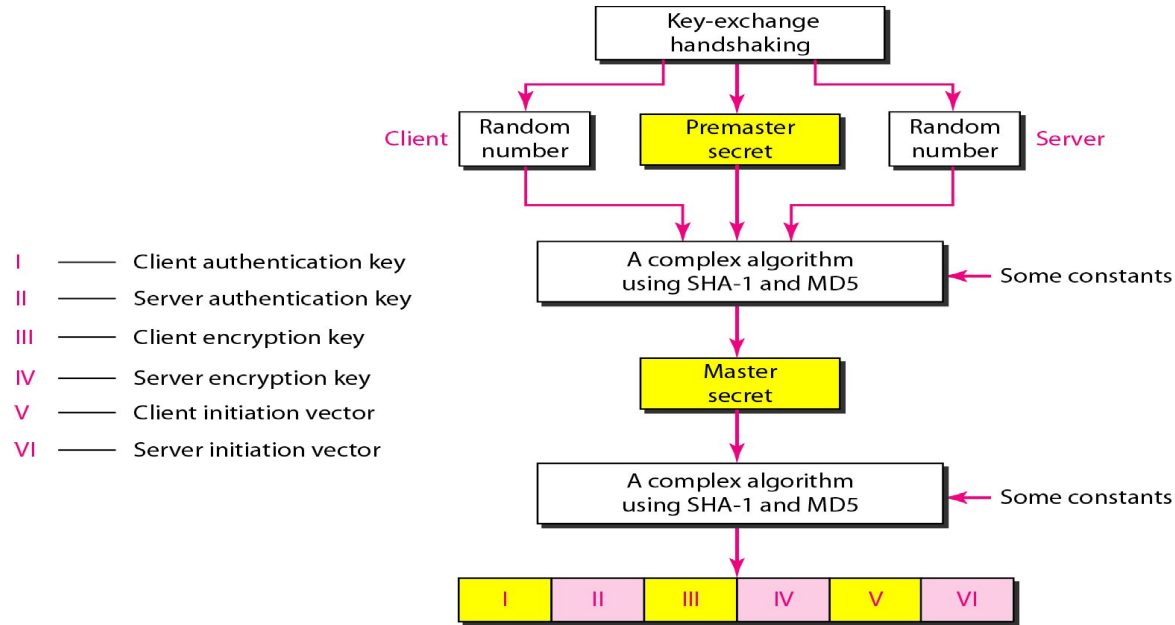 Key-exchange
handshaking
Client
Random
number
Premaster
secret
Random
number
Server
A complex algorithm
using SHA-1 and MD5
Some constants
I Client authentication key
II Server authentication key
III Client encryption key
IV Server encryption key
V Client initiation vector
VI Server initiation vector
Master
secret
A complex algorithm
using SHA-1 and MD5
Some constants
I II III IV V VI